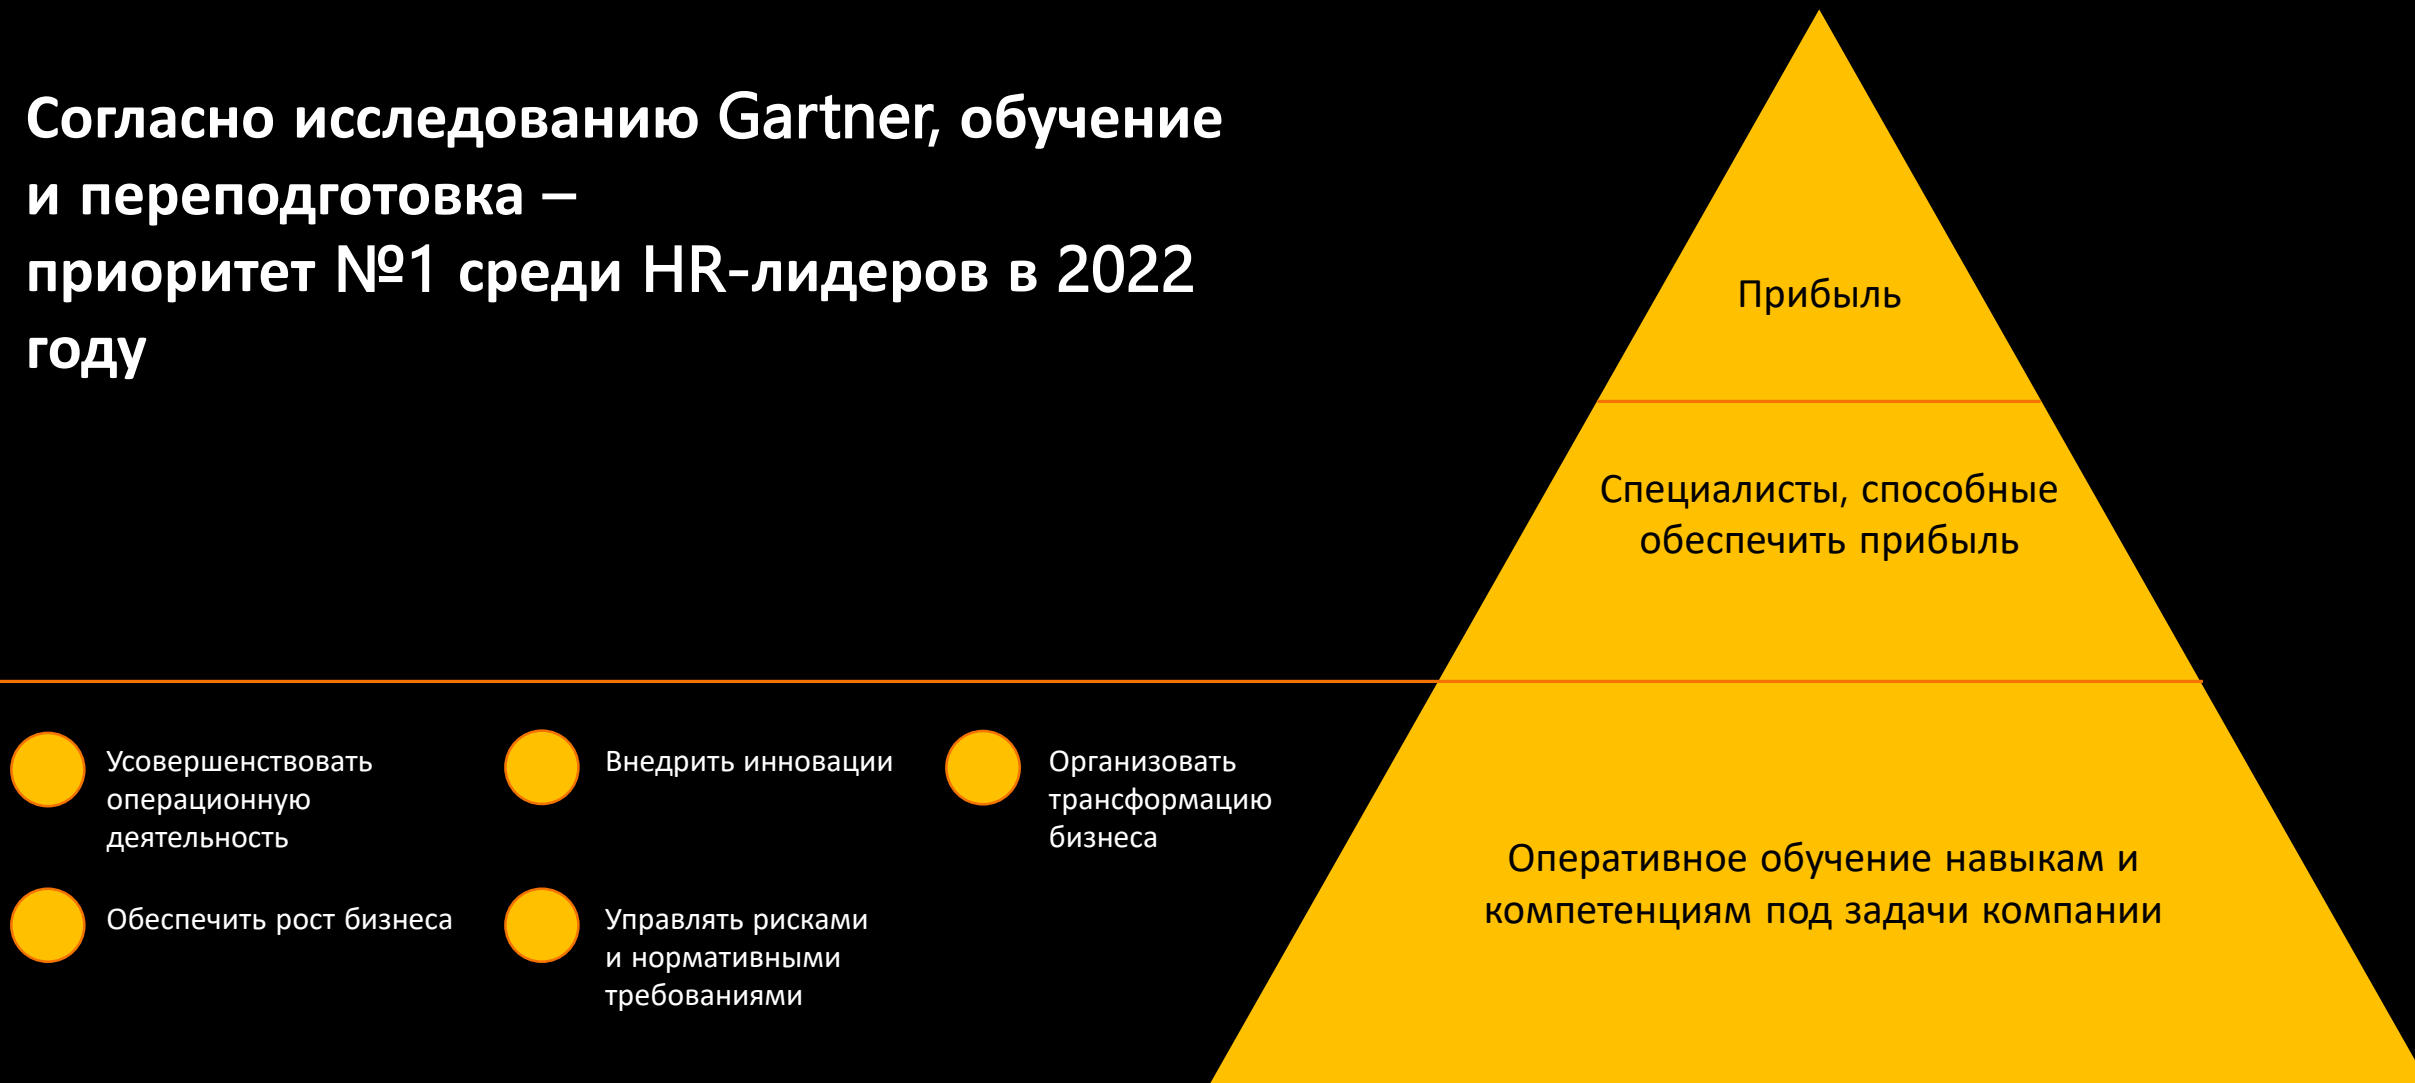 Согласно исследованию Gartner, обучение
и переподготовка –
приоритет №1 среди HR-лидеров в 2022
году
Прибыль
Специалисты, способные
обеспечить прибыль
Оперативное обучение навыкам и
компетенциям под задачи компании
Усовершенствовать
операционную
деятельность
Внедрить инновации
Организовать
трансформацию
бизнеса
Обеспечить рост бизнеса
Управлять рисками
и нормативными
требованиями